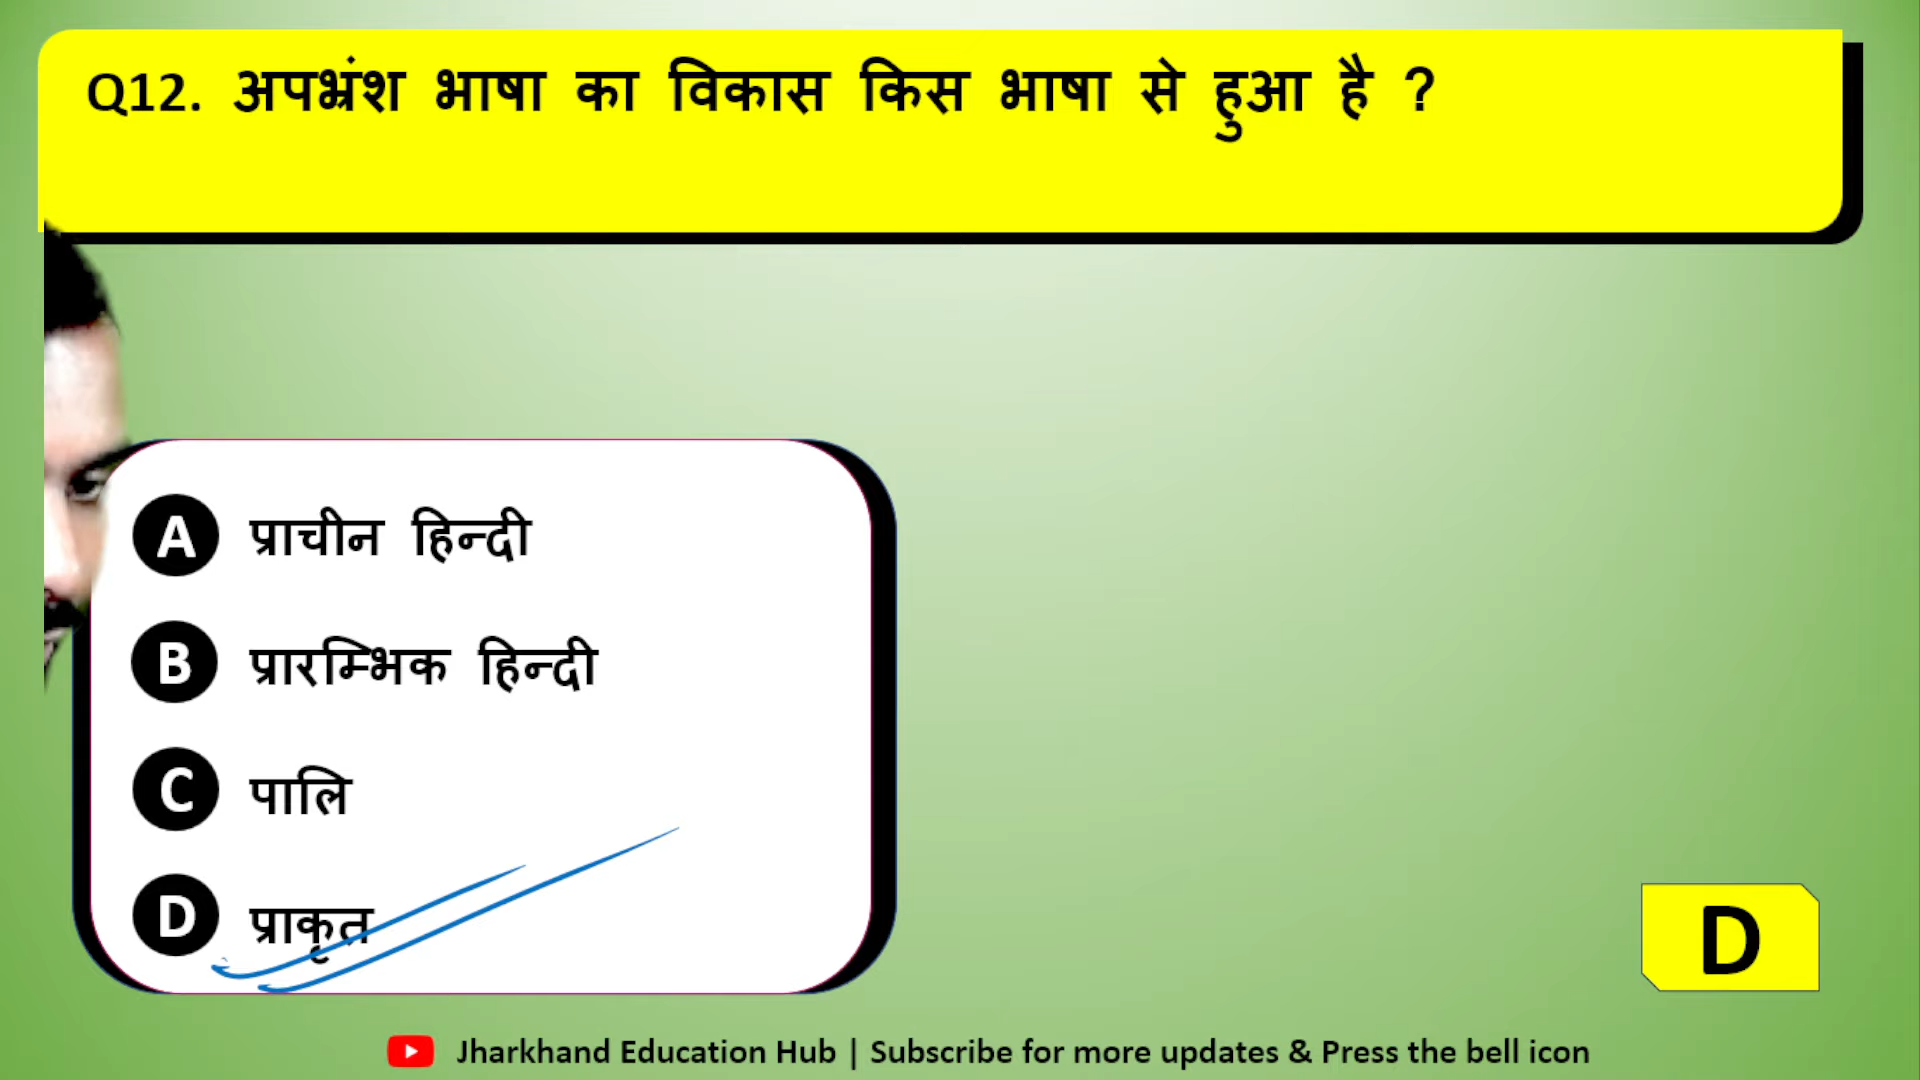 Q12. अपभ्रंश भाषा का विकास किस भाषा से हुआ है ?
A प्राचीन हिन्दी
B प्रारम्भिक हिन्दी
C पालि
D प्राकृत
D
Jharkhand Education Hub | Subscribe for more updates & Press the bell icon